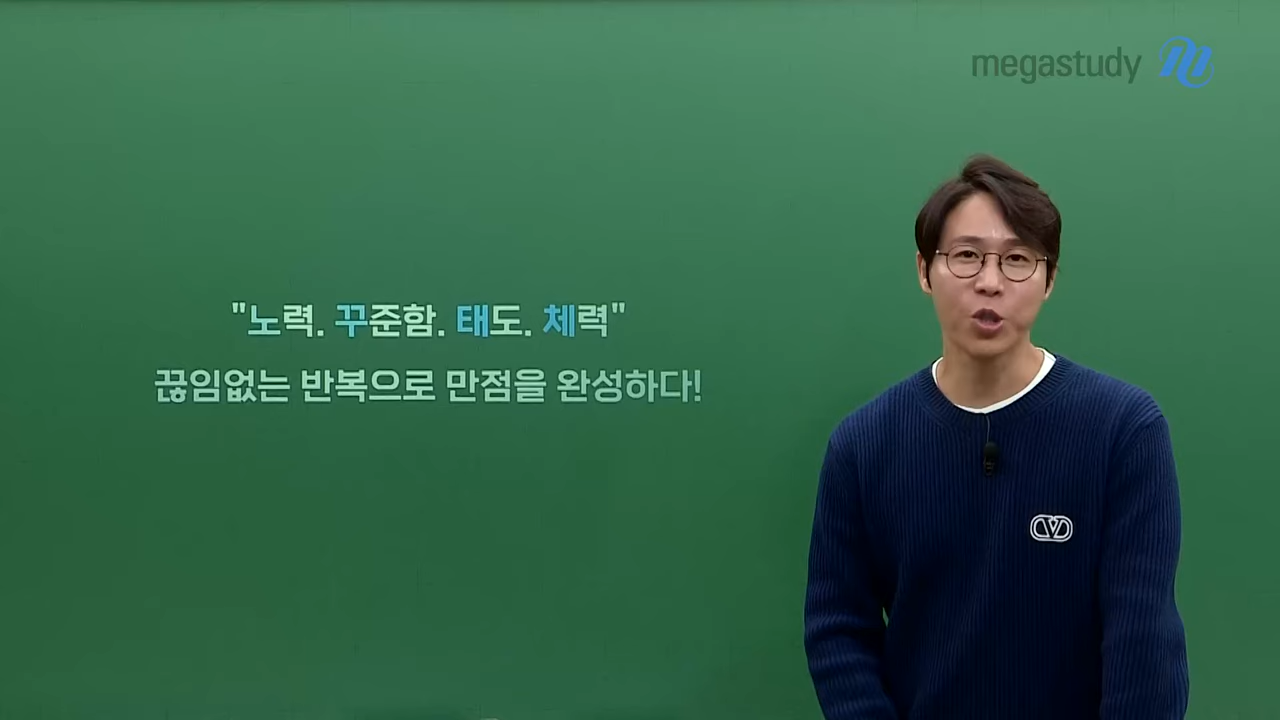 megastudy
"노력. 꾸준함. 태도. 체력"
끊임없는 반복으로 만점을 완성하다!